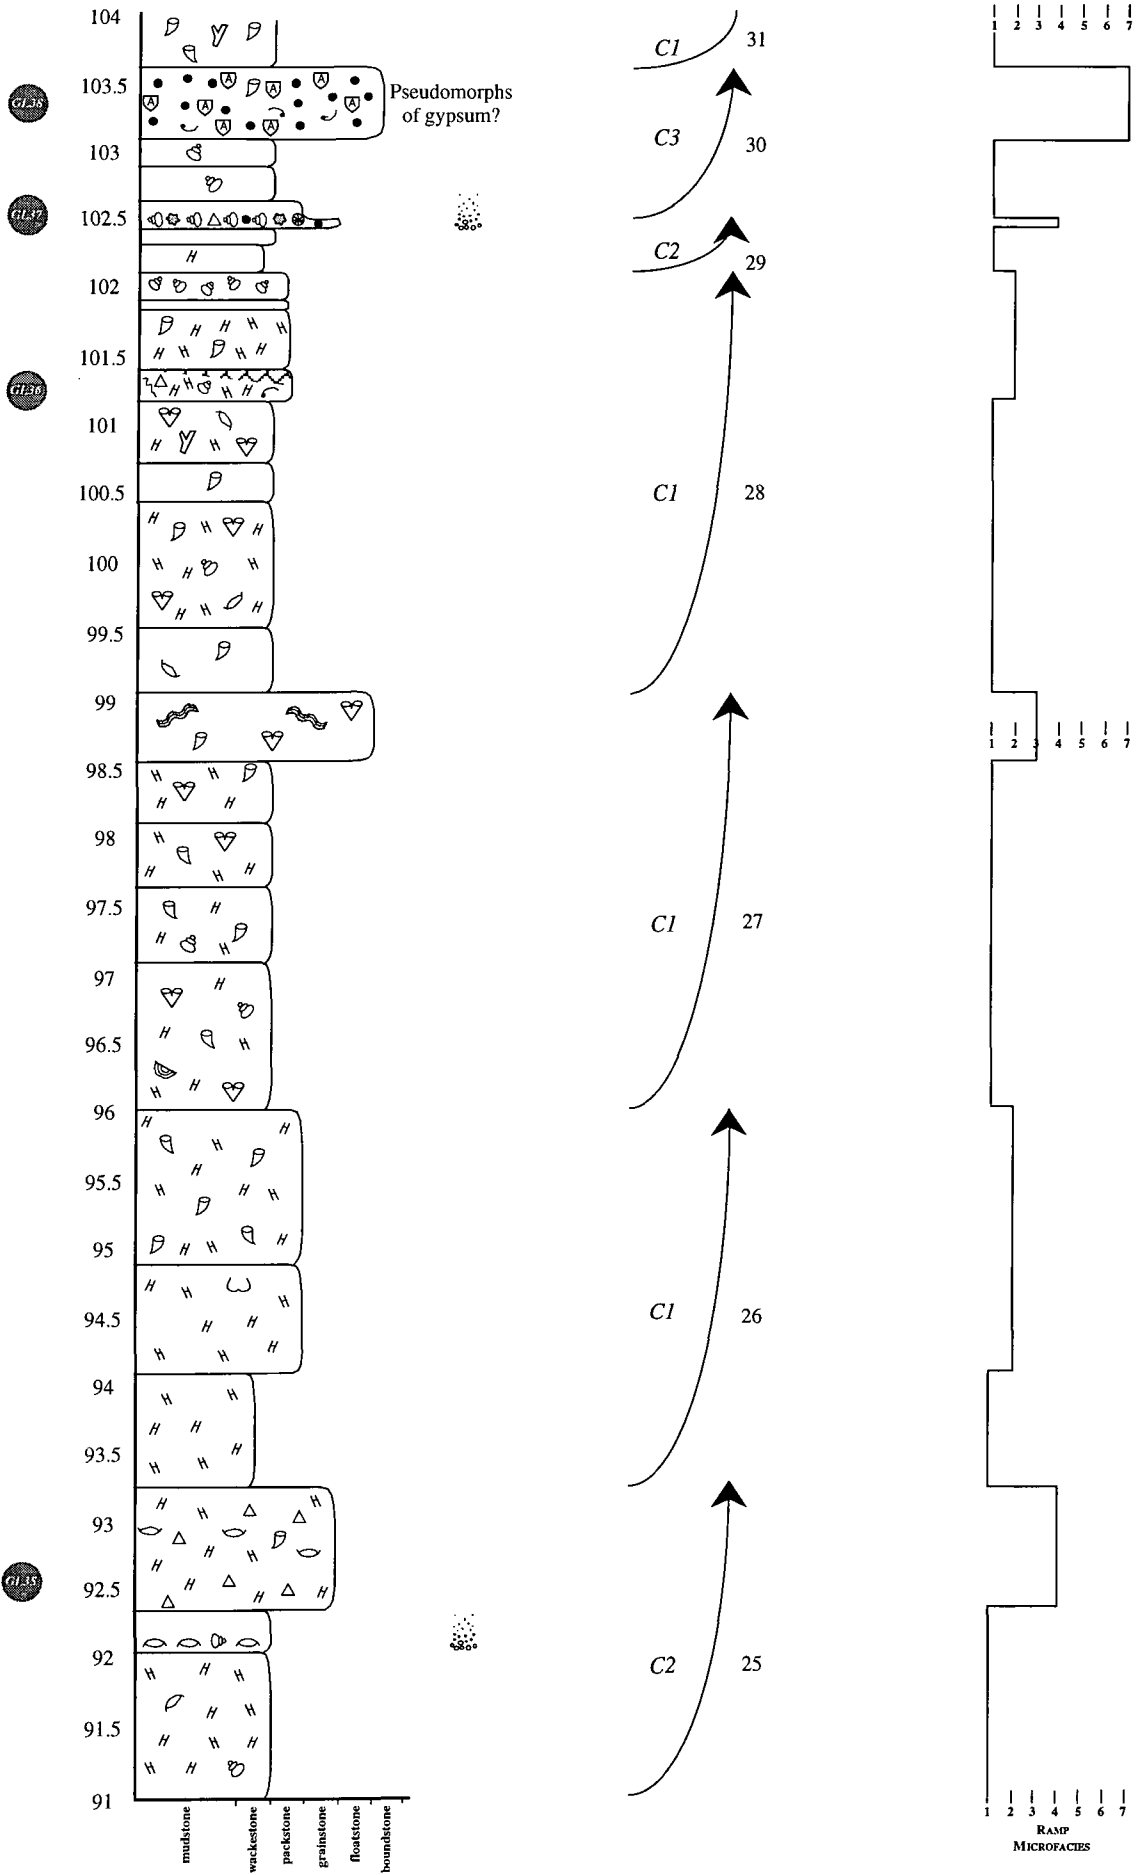 104
103.5
103
102.5
102
101.5
101
100.5
100
99.5
99
98.5
98
97.5
97
96.5
96
95.5
95
94.5
94
93.5
93
92.5
92
91.5
91
GL38
GL37
GL36
GL35
A A A
A A A
A A
Pseudomorphs
of gypsum?
mudstone
wackestone
packstone
grainstone
floatstone
boundstone
C1 31
C3 30
C2 29
C1 28
C1 27
C1 26
C2 25
1 2 3 4 5 6 7
1 2 3 4 5 6 7
1 2 3 4 5 6 7
RAMP
MICROFACIES